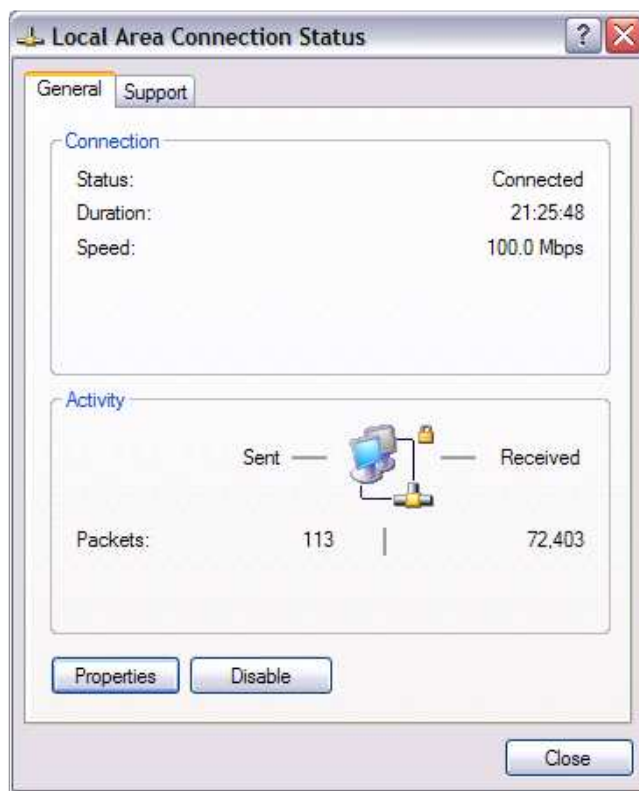 Local Area Connection Status
General Support
Connection
Status: Connected
Duration: 21:25:48
Speed: 100.0 Mbps
Activity
Sent Received
Packets: 113 72,403
Properties Disable
Close